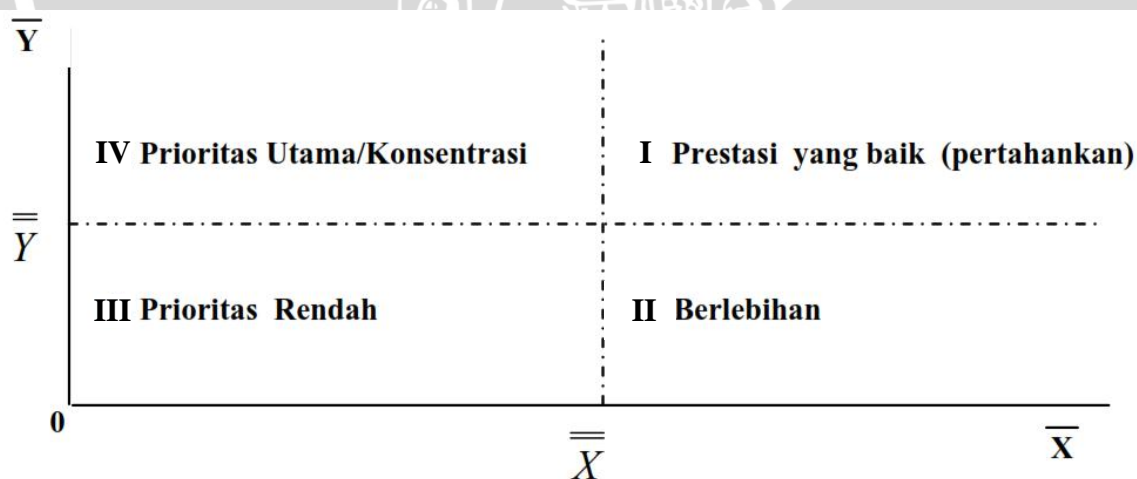 Y̅
IV Prioritas Utama/Konsentrasi
I Prestasi yang baik (pertahankan)
Y̿
III Prioritas Rendah
II Berlebihan
0
X̿
X̅